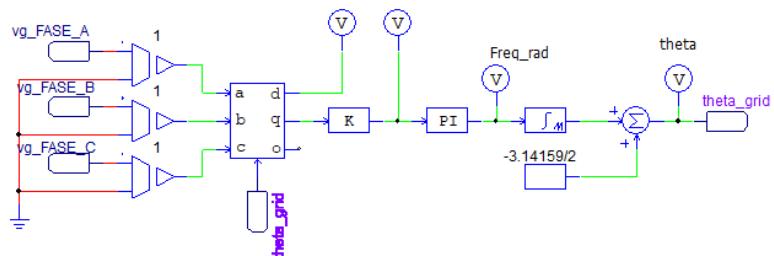 vg_FASE_A
1
V
V
Freq_rad
V
theta
V
theta_grid
vg_FASE_B
1
a
d
b
q
K
PI
∫M
+
Σ
+
vg_FASE_C
1
c
o
-3.14159/2
theta_grid